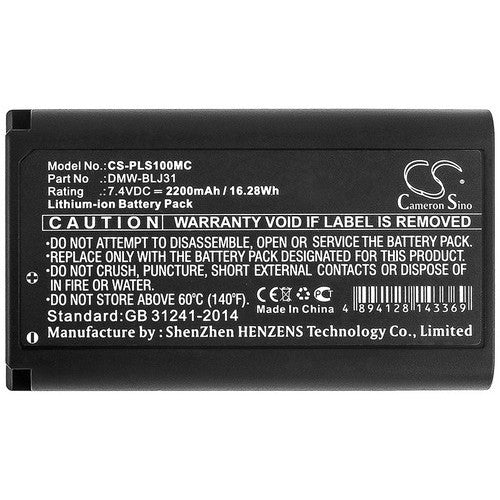 Model No.:CS-PLS100MC
Part No :DMW-BLJ31
Rating :7.4VDC ⎓ 2200mAh / 16.28Wh
Lithium-ion Battery Pack
CS
Cameron Sino
CAUTION: WARRANTY VOID IF LABEL IS REMOVED
·DO NOT ATTEMPT TO DISASSEMBLE, OPEN OR SERVICE THE BATTERY
·REPLACE ONLY WITH THE BATTERY PACK DESIGNATED FOR THIS PRODUCT
·DO NOT CRUSH, PUNCTURE, SHORT EXTERNAL CONTACTS OR DISPOSE OF
IN FIRE OR WATER.
·DO NOT STORE ABOVE 60℃ (140℉).
Standard:GB 31241-2014
CE
4 894128 143369
Manufacture by : ShenZhen HENZENS Technology Co., Limited